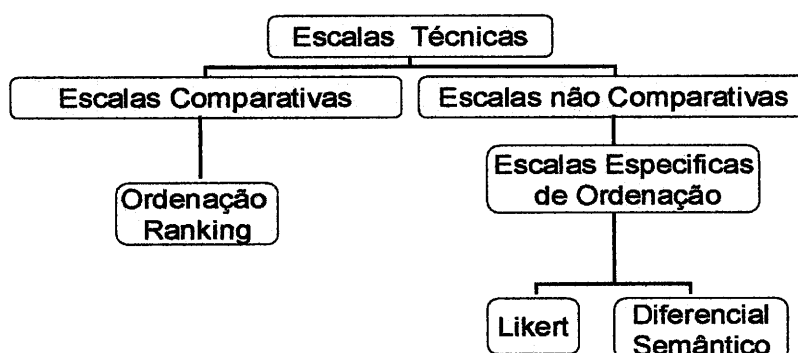 Escalas Técnicas
Escalas Comparativas
Escalas não Comparativas
Ordenação
Ranking
Escalas Especificas
de Ordenação
Likert
Diferencial
Semântico